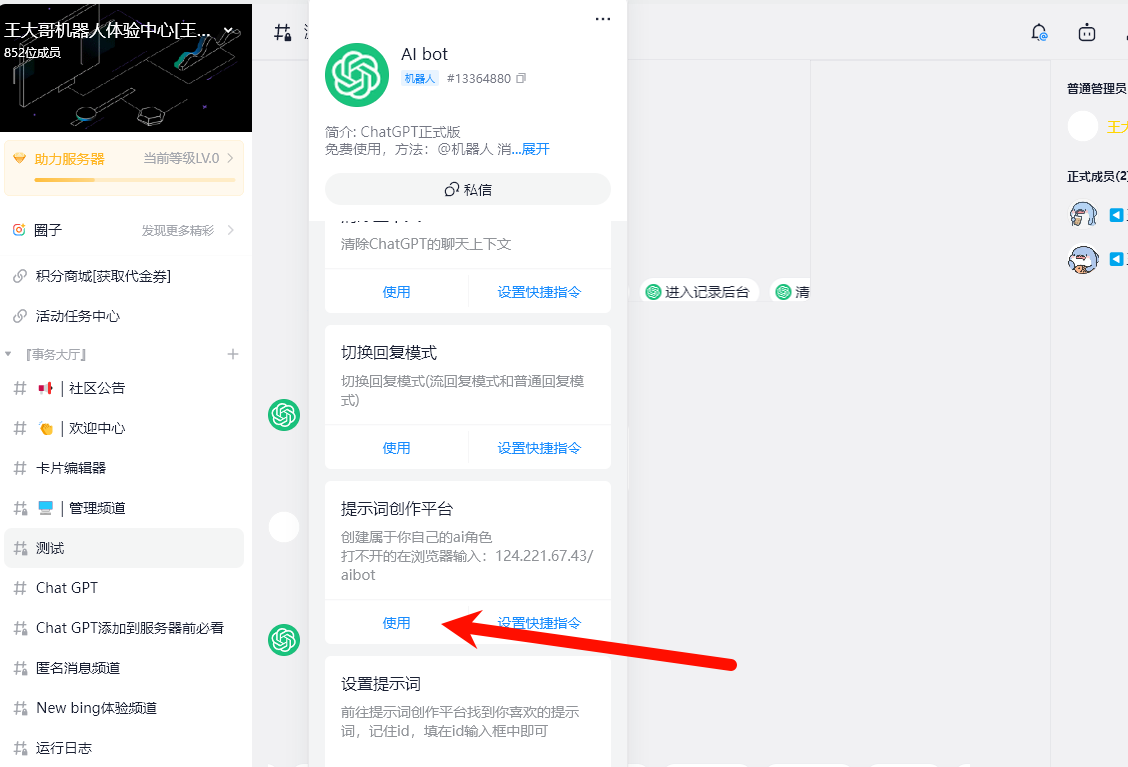 王大哥机器人体验中心[王...
852位成员
助力服务器
当前等级LV.0
圈子
发现更多精彩
积分商城[获取代金券]
活动任务中心
『事务大厅』
| 社区公告
| 欢迎中心
卡片编辑器
| 管理频道
测试
Chat GPT
Chat GPT添加到服务器前必看
匿名消息频道
New bing体验频道
运行日志
AI bot
机器人 #13364880
简介: ChatGPT正式版
免费使用，方法：@机器人 消...展开
私信
清除ChatGPT的聊天上下文
使用
设置快捷指令
切换回复模式
切换回复模式(流回复模式和普通回复模
式)
使用
设置快捷指令
提示词创作平台
创建属于你自己的ai角色
打不开的在浏览器输入：124.221.67.43/
aibot
使用
设置快捷指令
设置提示词
前往提示词创作平台找到你喜欢的提示
词，记住id，填在id输入框中即可
进入记录后台
清
普通管理员
王大
正式成员(2